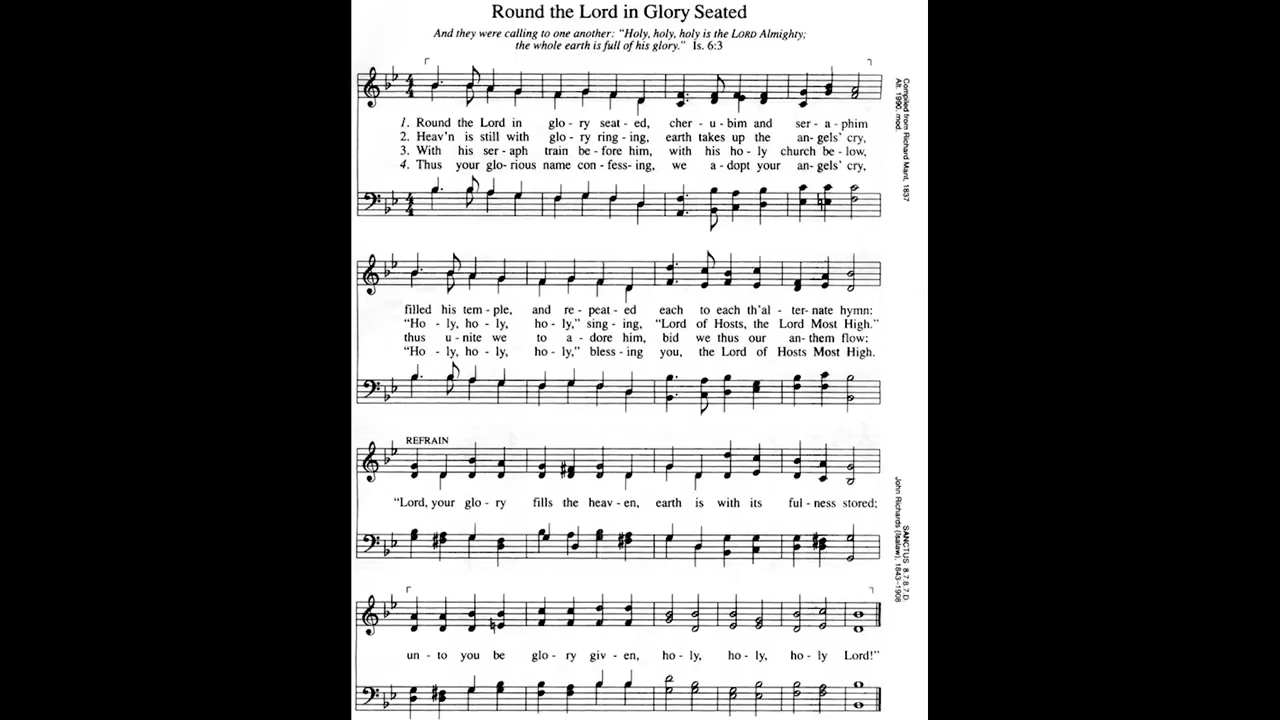 Round the Lord in Glory Seated
And they were calling to one another: "Holy, holy, holy is the LORD Almighty;
the whole earth is full of his glory." Is. 6:3
1. Round the Lord in glo - ry seat - ed, cher - u - bim and ser - a - phim
2. Heav'n is still with glo - ry ring - ing, earth takes up the an - gels' cry,
3. With his ser - aph train be - fore him, with his ho - ly church be - low,
4. Thus your glo - rious name con - fess - ing, we a - dopt your an - gels' cry,
Compiled from Richard Mant, 1837
Alt. 1990, mod.
filled his tem - ple, and re - peat - ed each to each th'al - ter - nate hymn:
"Ho - ly, ho - ly, ho - ly," sing - ing, "Lord of Hosts, the Lord Most High."
thus u - nite we to a - dore him, bid we thus our an - them flow:
"Ho - ly, ho - ly, ho - ly," bless - ing you, the Lord of Hosts Most High.
REFRAIN
"Lord, your glo - ry fills the heav - en, earth is with its ful - ness stored;
SANCTUS 8.7.8.7.D.
John Richards (Isalaw), 1843-1908
un - to you be glo - ry giv - en, ho - ly, ho - ly, ho - ly Lord!"